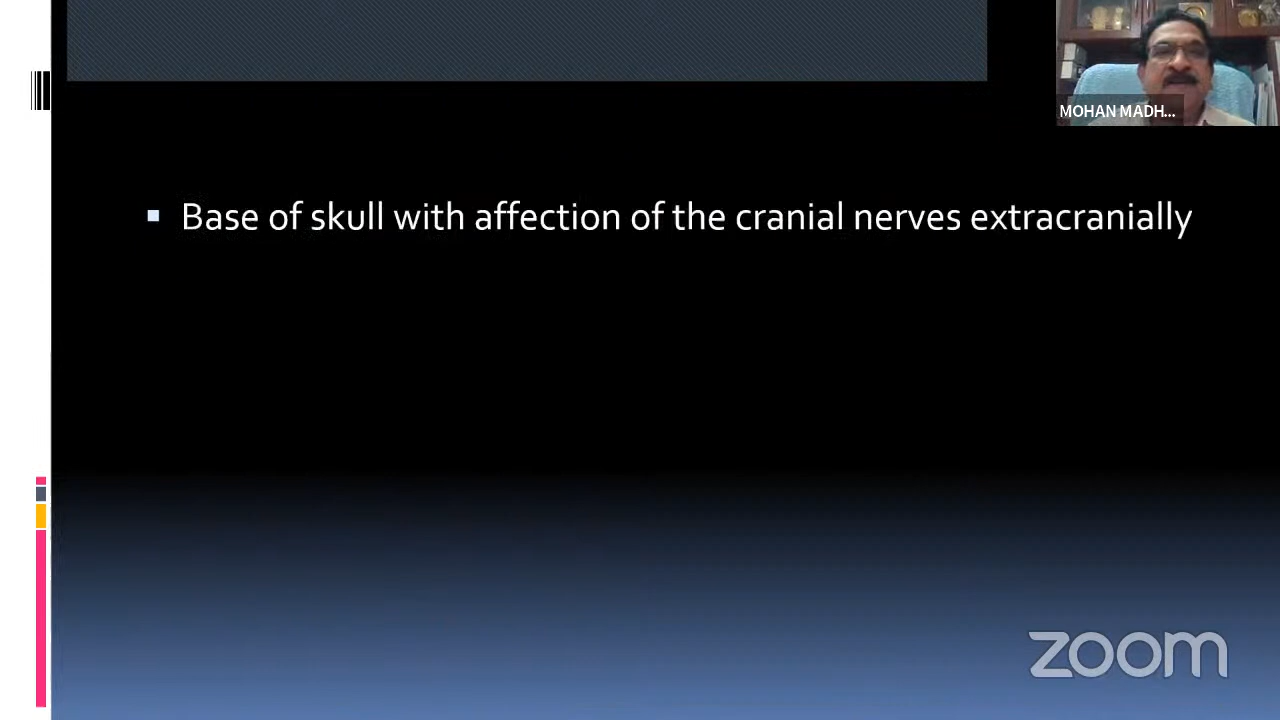 MOHAN MADH...
Base of skull with affection of the cranial nerves extracranially
zoom